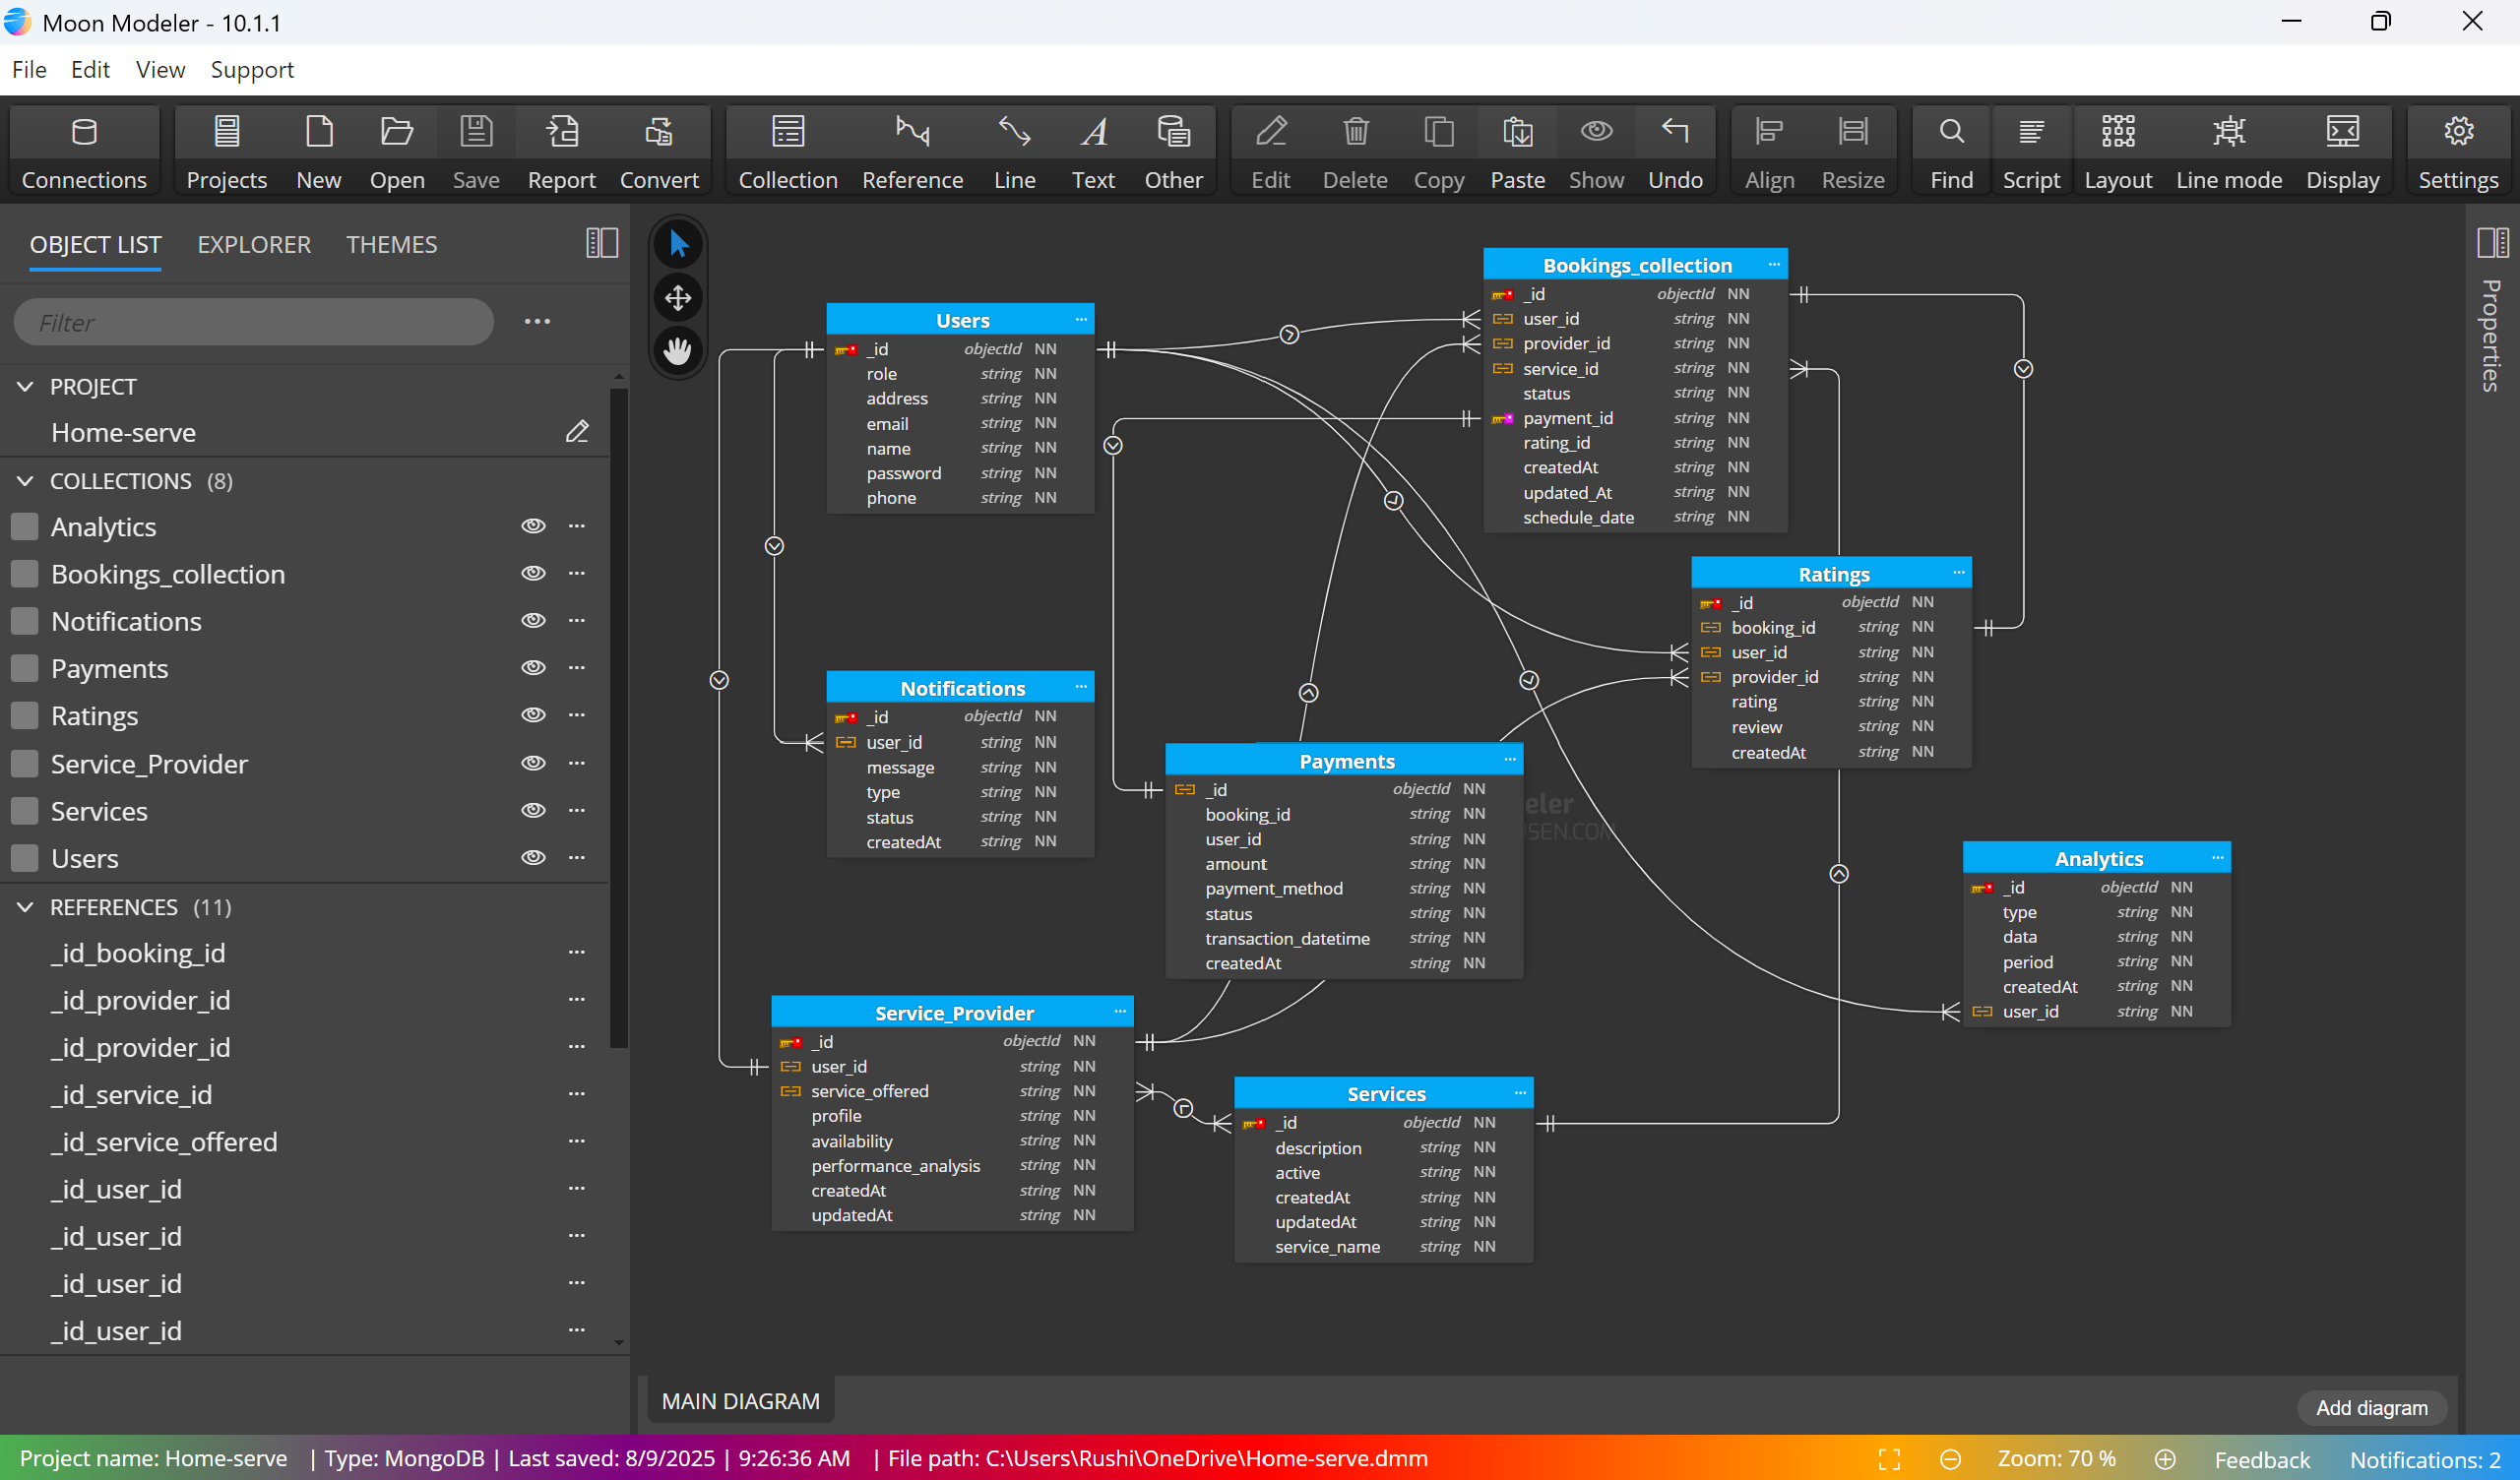 Moon Modeler - 10.1.1
File Edit View Support
Connections Projects New Open Save Report Convert Collection Reference Line Text Other Edit Delete Copy Paste Show Undo Align Resize Find Script Layout Line mode Display Settings
OBJECT LIST EXPLORER THEMES
Filter
PROJECT
Home-serve
COLLECTIONS (8)
Analytics
Bookings_collection
Notifications
Payments
Ratings
Service_Provider
Services
Users
REFERENCES (11)
_id_booking_id
_id_provider_id
_id_provider_id
_id_service_id
_id_service_offered
_id_user_id
_id_user_id
_id_user_id
_id_user_id
Users
_id objectId NN
role string NN
address string NN
email string NN
name string NN
password string NN
phone string NN
Bookings_collection
_id objectId NN
user_id string NN
provider_id string NN
service_id string NN
status string NN
payment_id string NN
rating_id string NN
createdAt string NN
updated_At string NN
schedule_date string NN
Ratings
_id objectId NN
booking_id string NN
user_id string NN
provider_id string NN
rating string NN
review string NN
createdAt string NN
Notifications
_id objectId NN
user_id string NN
message string NN
type string NN
status string NN
createdAt string NN
Payments
_id objectId NN
booking_id string NN
user_id string NN
amount string NN
payment_method string NN
status string NN
transaction_datetime string NN
createdAt string NN
eler
SEN.COM
Analytics
_id objectId NN
type string NN
data string NN
period string NN
createdAt string NN
user_id string NN
Service_Provider
_id objectId NN
user_id string NN
service_offered string NN
profile string NN
availability string NN
performance_analysis string NN
createdAt string NN
updatedAt string NN
Services
_id objectId NN
description string NN
active string NN
createdAt string NN
updatedAt string NN
service_name string NN
Properties
MAIN DIAGRAM
Add diagram
Project name: Home-serve | Type: MongoDB | Last saved: 8/9/2025 | 9:26:36 AM | File path: C:\Users\Rushi\OneDrive\Home-serve.dmm Zoom: 70 % Feedback Notifications: 2